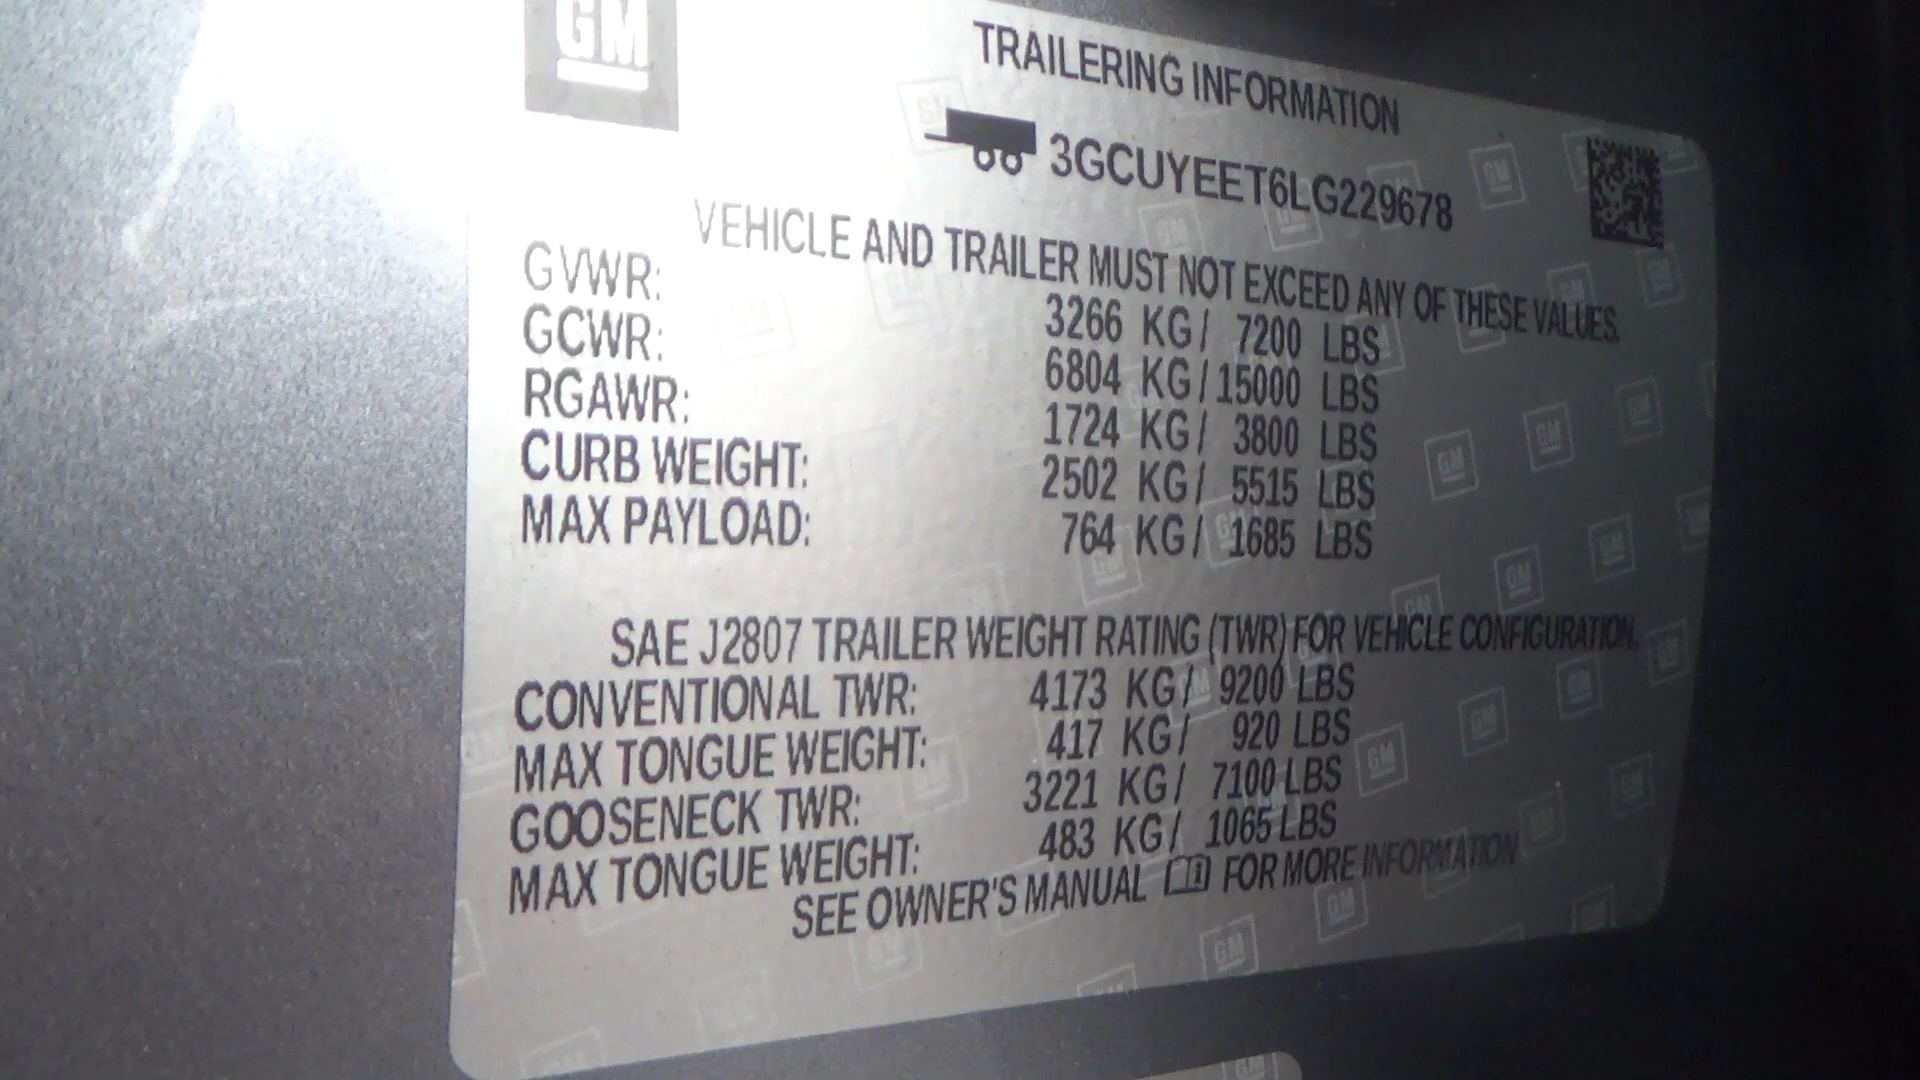 GM
TRAILERING INFORMATION
3GCUYEET6LG229678
VEHICLE AND TRAILER MUST NOT EXCEED ANY OF THESE VALUES.
GVWR: 3266 KG / 7200 LBS
GCWR: 6804 KG / 15000 LBS
RGAWR: 1724 KG / 3800 LBS
CURB WEIGHT: 2502 KG / 5515 LBS
MAX PAYLOAD: 764 KG / 1685 LBS
SAE J2807 TRAILER WEIGHT RATING (TWR) FOR VEHICLE CONFIGURATION.
CONVENTIONAL TWR: 4173 KG / 9200 LBS
MAX TONGUE WEIGHT: 417 KG / 920 LBS
GOOSENECK TWR: 3221 KG / 7100 LBS
MAX TONGUE WEIGHT: 483 KG / 1065 LBS
SEE OWNER'S MANUAL FOR MORE INFORMATION